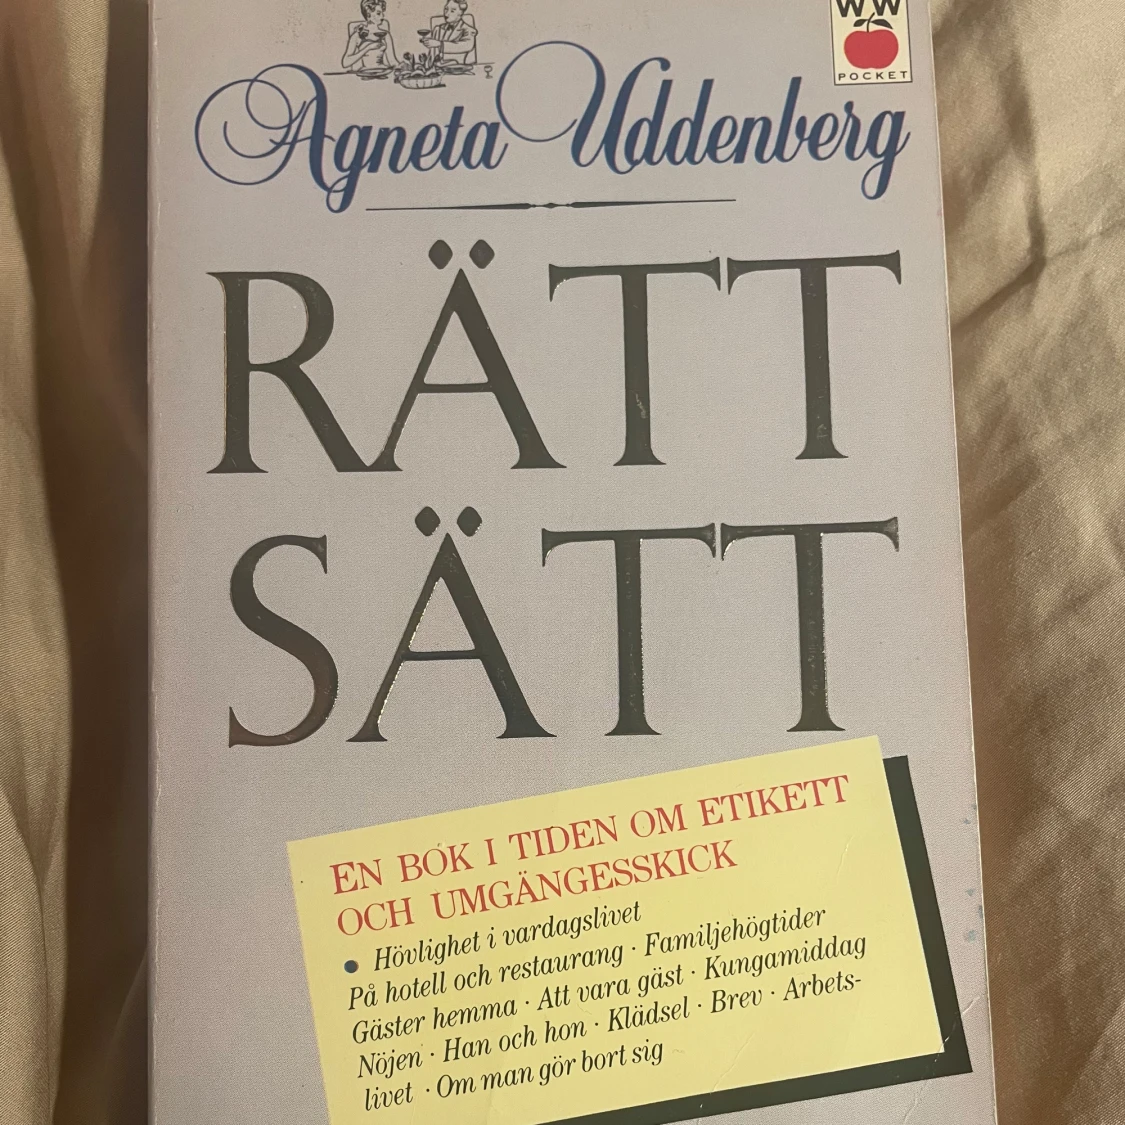 WW
POCKET
Agneta Uddenberg
RÄTT
SÄTT
EN BOK I TIDEN OM ETIKETT
OCH UMGÄNGESSKICK
• Hövlighet i vardagslivet
På hotell och restaurang · Familjehögtider
Gäster hemma · Att vara gäst · Kungamiddag
Nöjen · Han och hon · Klädsel · Brev · Arbets-
livet · Om man gör bort sig